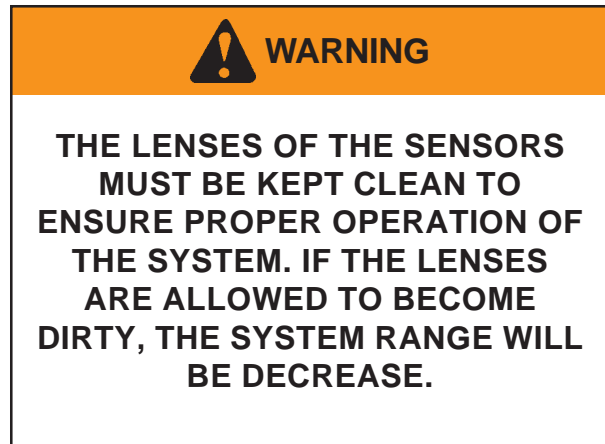 WARNING
THE LENSES OF THE SENSORS
MUST BE KEPT CLEAN TO
ENSURE PROPER OPERATION OF
THE SYSTEM. IF THE LENSES
ARE ALLOWED TO BECOME
DIRTY, THE SYSTEM RANGE WILL
BE DECREASE.